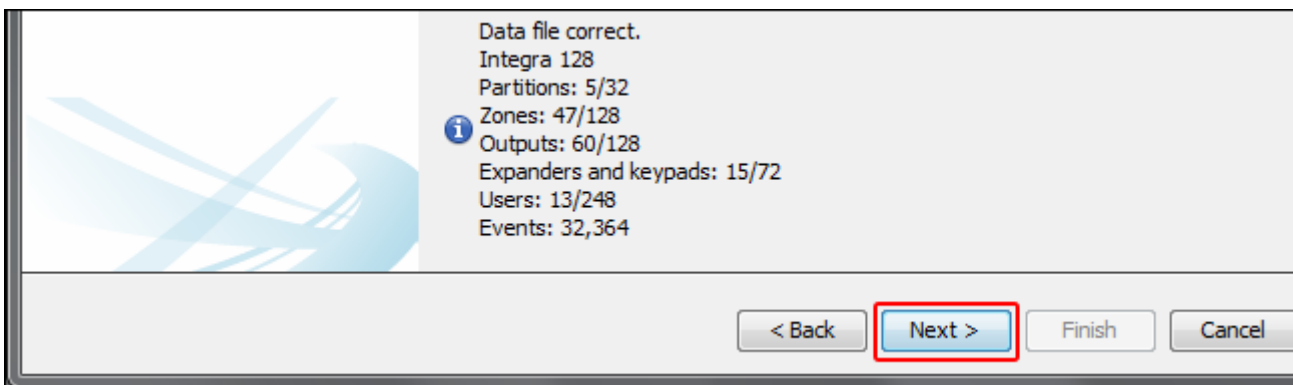 Data file correct.
Integra 128
Partitions: 5/32
Zones: 47/128
Outputs: 60/128
Expanders and keypads: 15/72
Users: 13/248
Events: 32,364
< Back Next > Finish Cancel